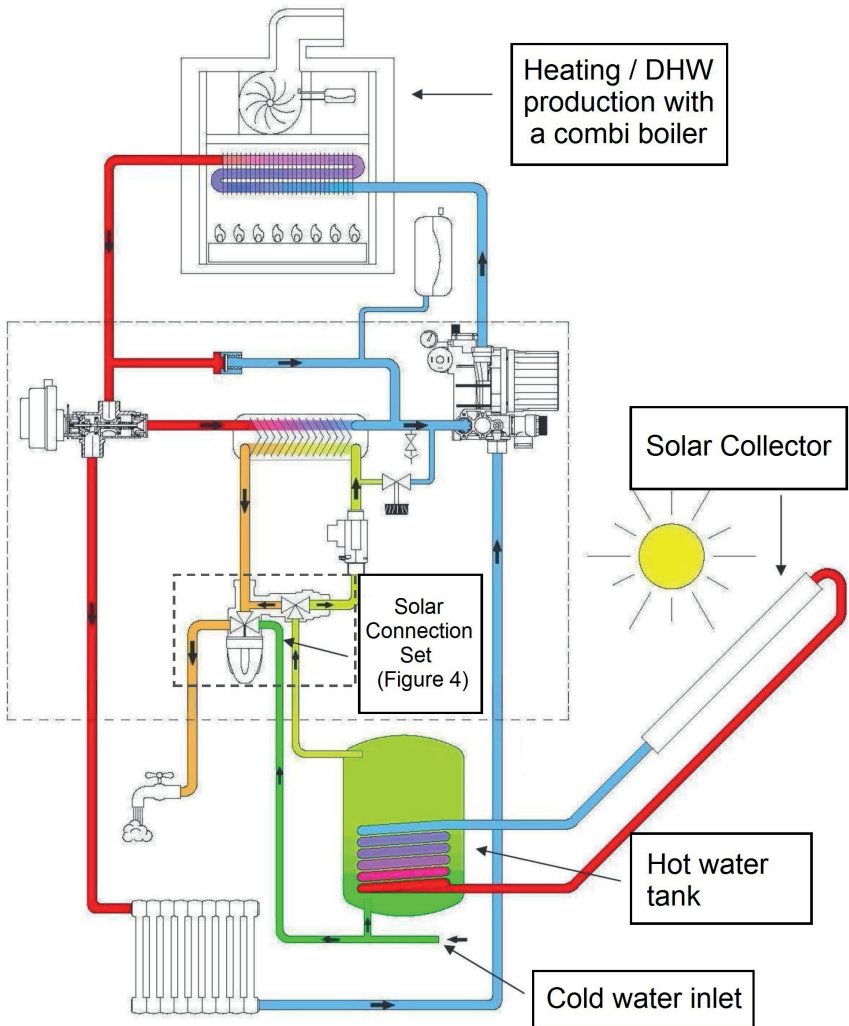 Heating / DHW
production with
a combi boiler
Solar Collector
Solar
Connection
Set
(Figure 4)
Hot water
tank
Cold water inlet